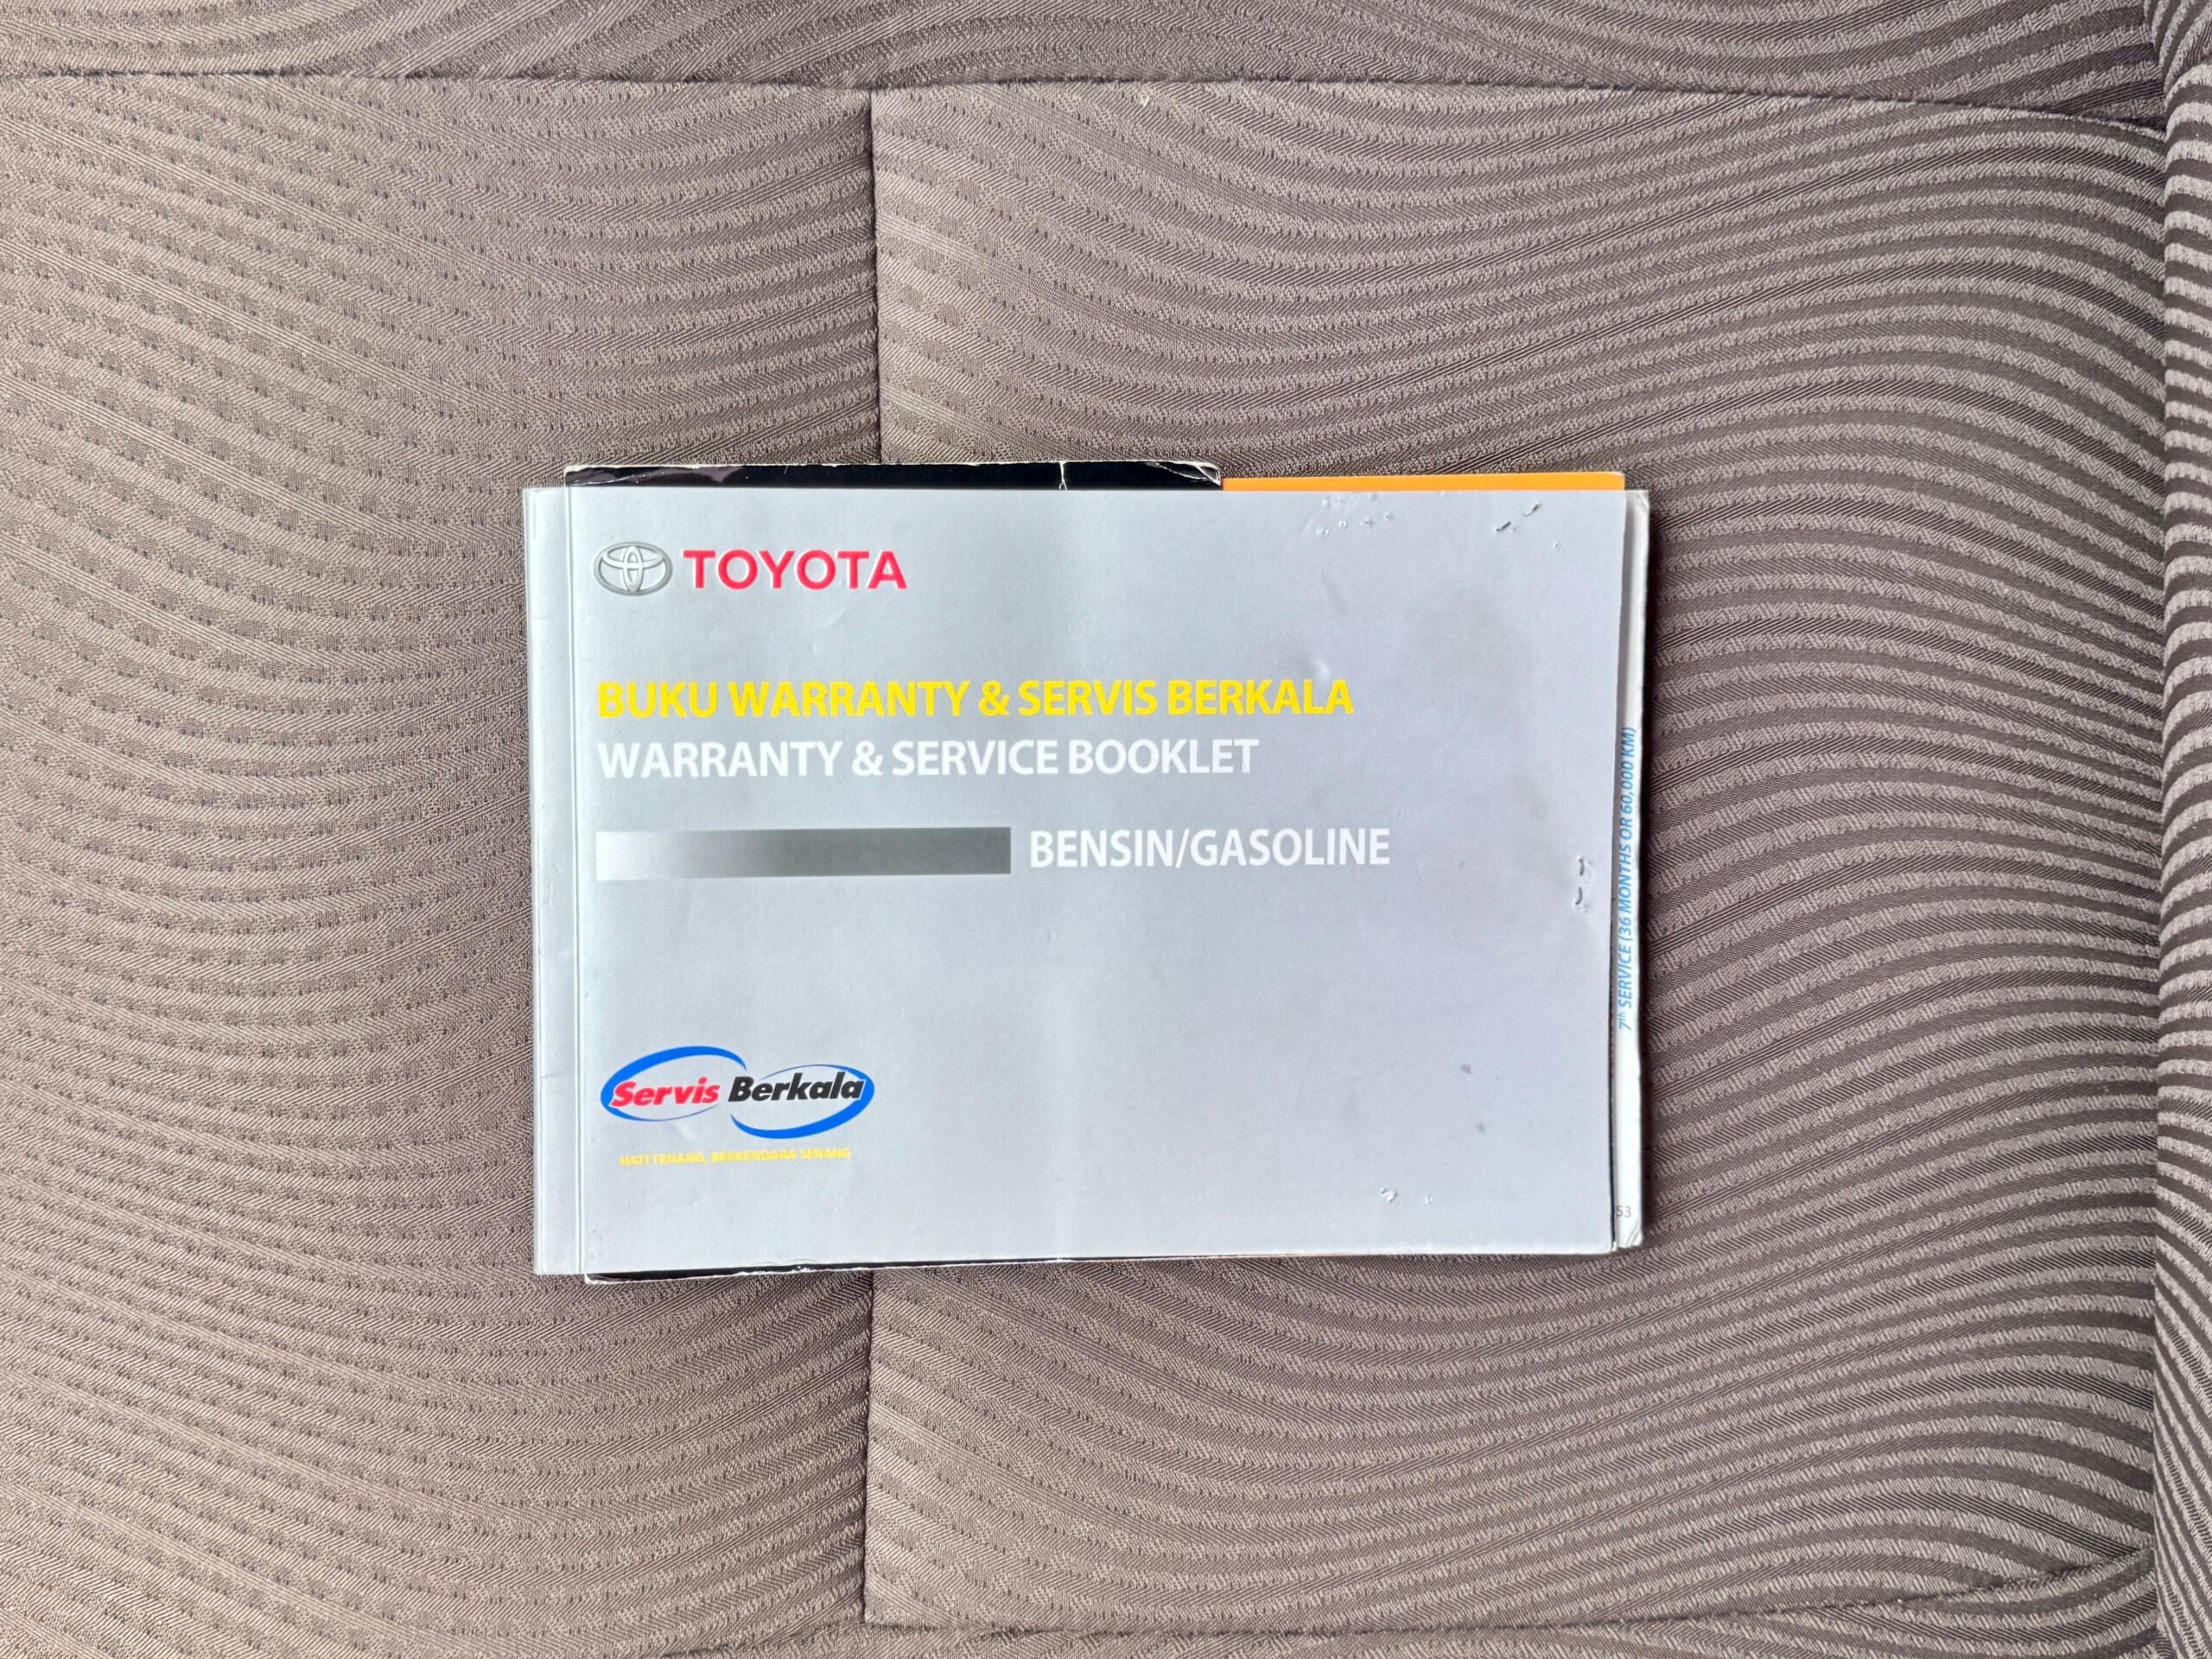 TOYOTA
BUKU WARRANTY & SERVIS BERKALA
WARRANTY & SERVICE BOOKLET
BENSIN/GASOLINE
Servis Berkala
HATI TENANG, BERKENDARA SENANG
7th SERVICE (36 MONTHS OR 60,000 KM)
53